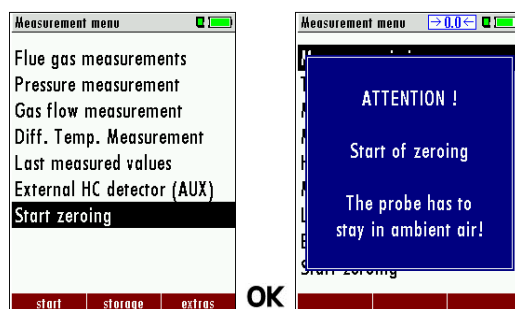 Measurement menu
Flue gas measurements
Pressure measurement
Gas flow measurement
Diff. Temp. Measurement
Last measured values
External HC detector (AUX)
Start zeroing
start storage extras
OK
Measurement menu →0.0←
ATTENTION !
Start of zeroing
The probe has to
stay in ambient air!
Start zeroing